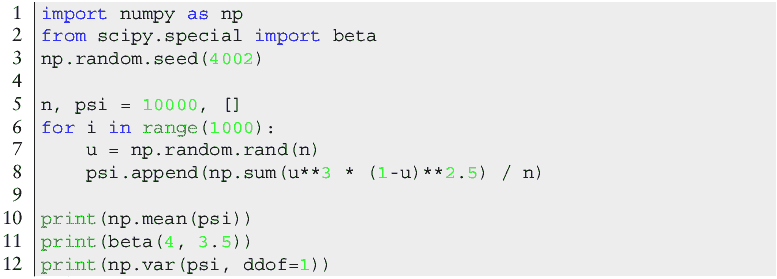 1 import numpy as np
2 from scipy.special import beta
3 np.random.seed(4002)
4
5 n, psi = 10000, []
6 for i in range(1000):
7     u = np.random.rand(n)
8     psi.append(np.sum(u**3 * (1-u)**2.5) / n)
9
10 print(np.mean(psi))
11 print(beta(4, 3.5))
12 print(np.var(psi, ddof=1))